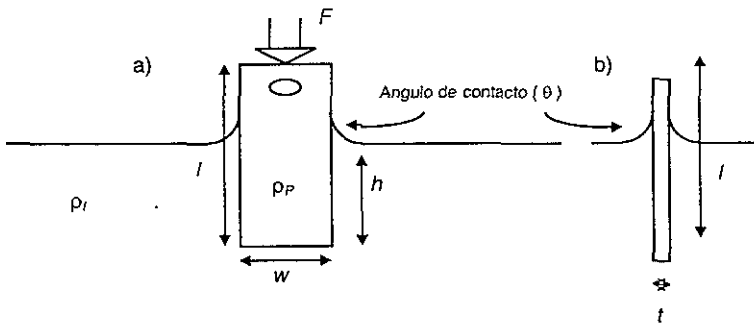 F
a)
b)
Angulo de contacto ( θ )
l
h
l
ρP
ρl
w
t